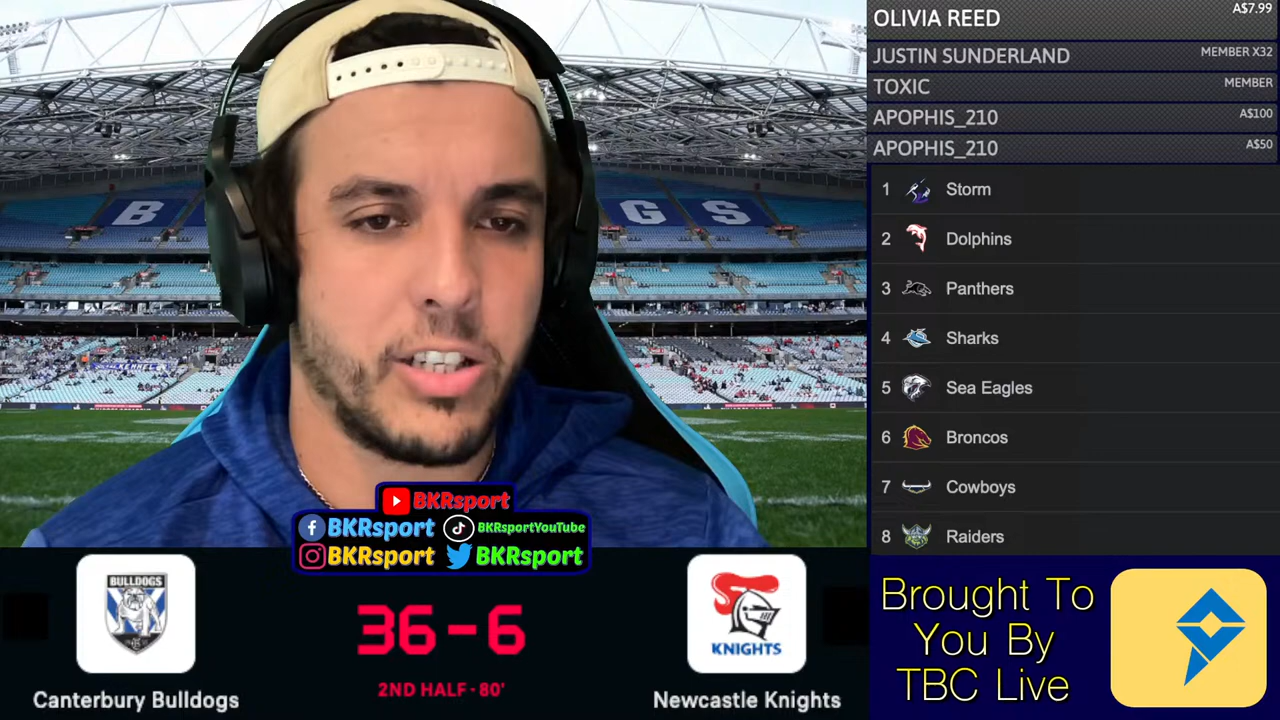 OLIVIA REED A$7.99
JUSTIN SUNDERLAND MEMBER X32
TOXIC MEMBER
APOPHIS_210 A$100
APOPHIS_210 A$50
1 Storm
2 Dolphins
3 Panthers
4 Sharks
5 Sea Eagles
6 Broncos
7 Cowboys
8 Raiders
B G S
BKRsport
BKRsport BKRsportYouTube
BKRsport BKRsport
BULLDOGS
KNIGHTS
36-6
2ND HALF - 80'
Canterbury Bulldogs
Newcastle Knights
Brought To
You By
TBC Live